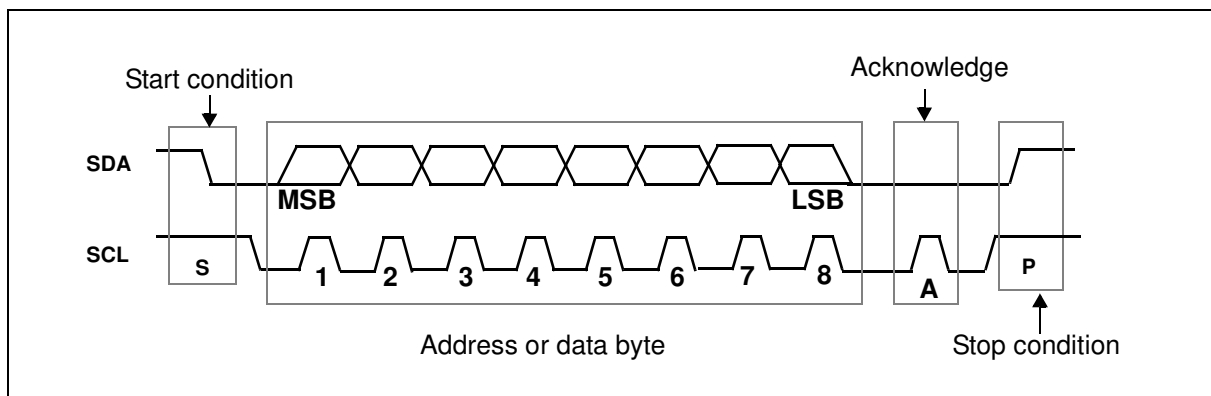 Start condition
Acknowledge
SDA
MSB
LSB
SCL
S
1 2 3 4 5 6 7 8
A
P
Address or data byte
Stop condition